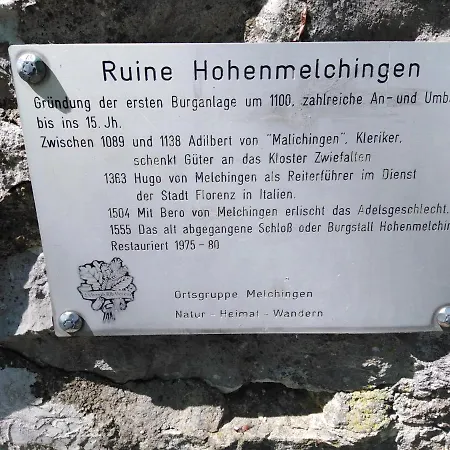 Ruine Hohenmelchingen
Gründung der ersten Burganlage um 1100, zahlreiche An- und Umb
bis ins 15. Jh.
Zwischen 1089 und 1138 Adilbert von "Malichingen", Kleriker,
schenkt Güter an das Kloster Zwiefalten
1363 Hugo von Melchingen als Reiterführer im Dienst
der Stadt Florenz in Italien.
1504 Mit Bero von Melchingen erlischt das Adelsgeschlecht.
1555 Das alt abgegangene Schloß oder Burgstall Hohenmelchin
Restauriert 1975 - 80
Ortsgruppe Melchingen
Natur - Heimat - Wandern